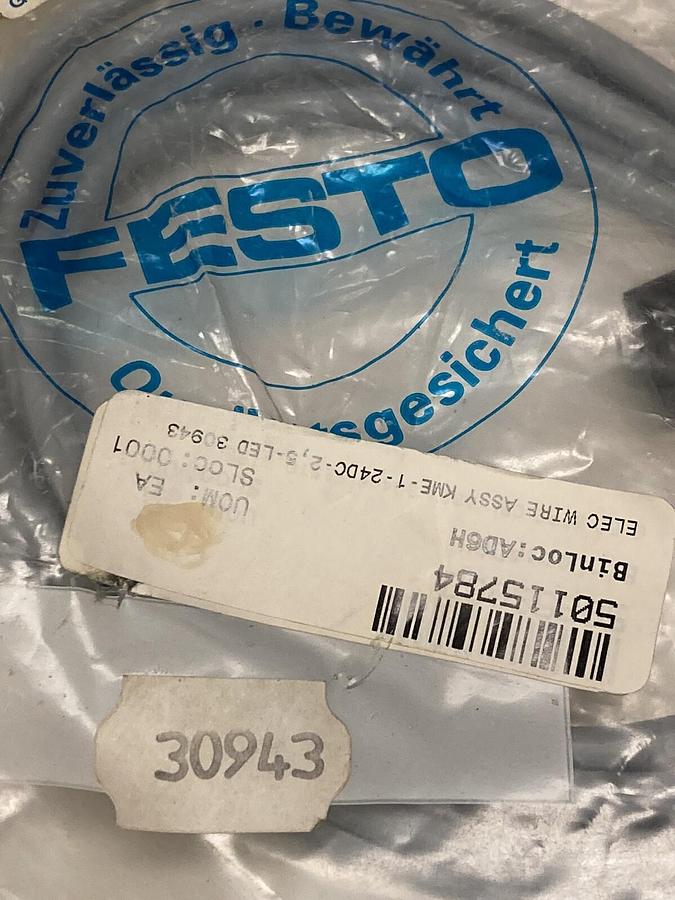 Zuverlässig · Bewährt
FESTO
tsgesichert
50115784
BinLoc:AD6H
ELEC WIRE ASSY KME-1-24DC-2,5-LED 30943
UOM: EA
SLOC: 0001
30943